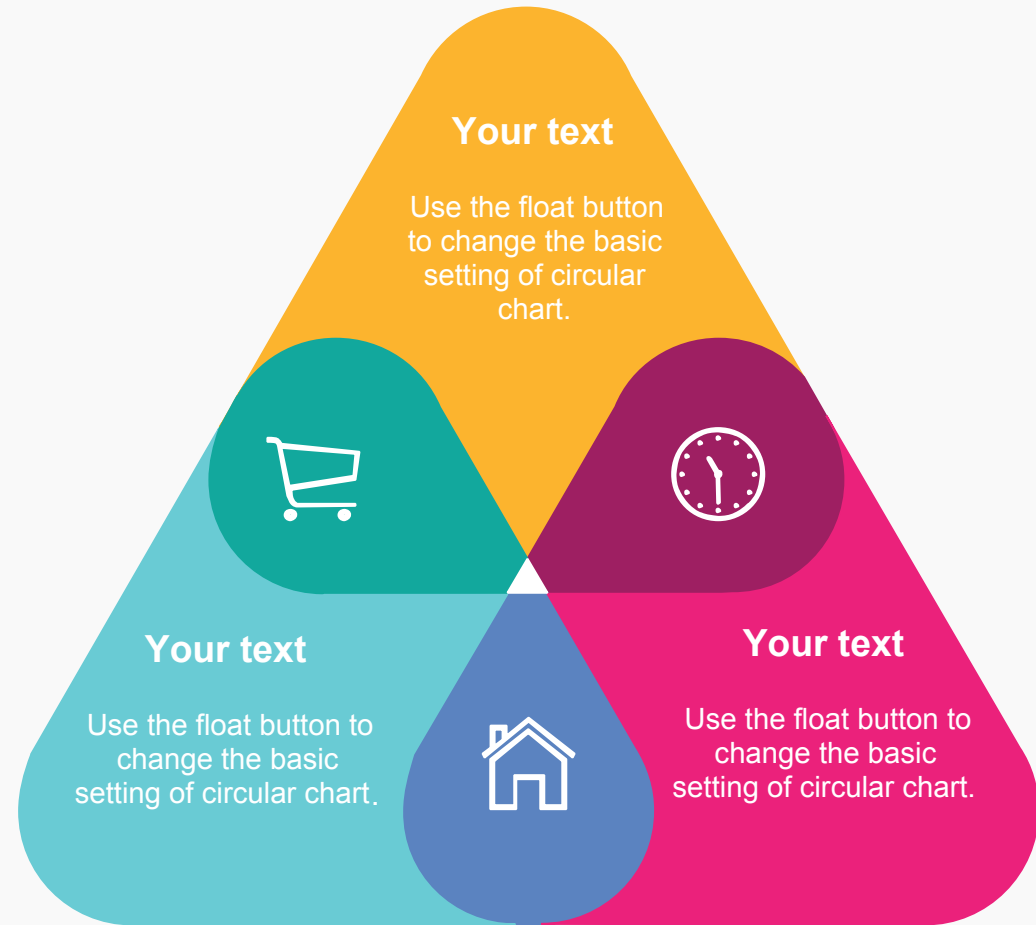 Your text
Use the float button
to change the basic
setting of circular
chart.
Your text
Use the float button to
change the basic
setting of circular chart.
Your text
Use the float button to
change the basic
setting of circular chart.